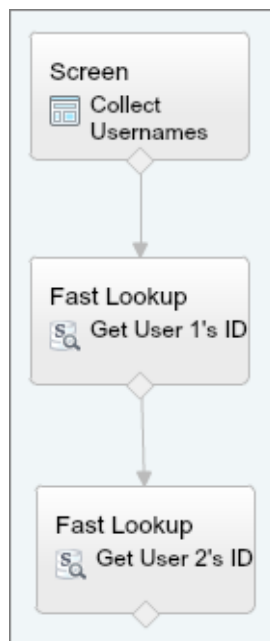 Screen
Collect
Usernames
Fast Lookup
Get User 1's ID
Fast Lookup
Get User 2's ID